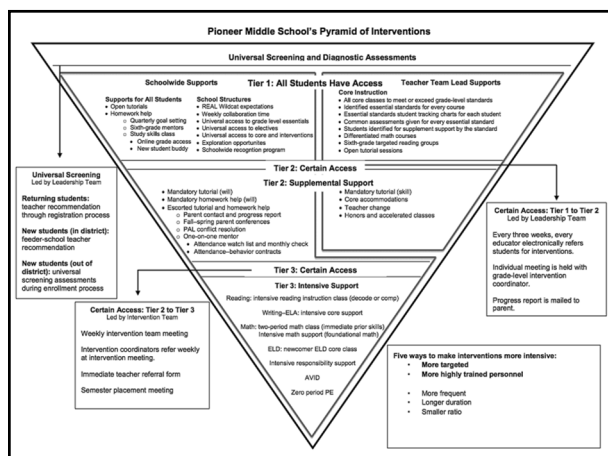 Pioneer Middle School's Pyramid of Interventions
Universal Screening and Diagnostic Assessments
Tier 1: All Students Have Access
Schoolwide Supports
Supports for All Students
• Open tutorials
• Homework help
○ Quarterly goal setting
○ Sixth-grade mentors
○ Study skills class
• Online grade access
• New student buddy
School Structures
• REAL Wildcat expectations
• Weekly collaboration time
• Universal access to grade level essentials
• Universal access to electives
• Universal access to core and interventions
• Exploration opportunites
• Schoolwide recognition program
Teacher Team Lead Supports
Core Instruction
• All core classes to meet or exceed grade-level standards
• Identified essential standards for every course
• Essentials standards student tracking charts for each student
• Common assessments given for every essential standard
• Students identified for supplement support by the standard
• Differentiated math courses
• Sixth-grade targeted reading groups
• Open tutorial sessions
Tier 2: Certain Access
Tier 2: Supplemental Support
• Mandatory tutorial (will)
• Mandatory homework help (will)
• Escorted tutorial and homework help
○ Parent contact and progress report
○ Fall–spring parent conferences
○ PAL conflict resolution
○ One-on-one mentor
• Attendance watch list and monthly check
• Attendance–behavior contracts
• Mandatory tutorial (skill)
• Core accommodations
• Teacher change
• Honors and accelerated classes
Tier 3: Certain Access
Tier 3: Intensive Support
Reading: intensive reading instruction class (decode or comp)
Writing–ELA: intensive core support
Math: two-period math class (immediate prior skills)
Intensive math support (foundational math)
ELD: newcomer ELD core class
Intensive responsibility support
AVID
Zero period PE
Universal Screening
Led by Leadership Team
Returning students:
teacher recommendation
through registration process
New students (in district):
feeder-school teacher
recommendation
New students (out of
district): universal
screening assessments
during enrollment process
Certain Access: Tier 1 to Tier 2
Led by Leadership Team
Every three weeks, every
educator electronically refers
students for interventions.
Individual meeting is held with
grade-level intervention
coordinator.
Progress report is mailed to
parent.
Certain Access: Tier 2 to Tier 3
Led by Intervention Team
Weekly intervention team meeting
Intervention coordinators refer weekly
at intervention meeting.
Immediate teacher referral form
Semester placement meeting
Five ways to make interventions more intensive:
• More targeted
• More highly trained personnel
• More frequent
• Longer duration
• Smaller ratio